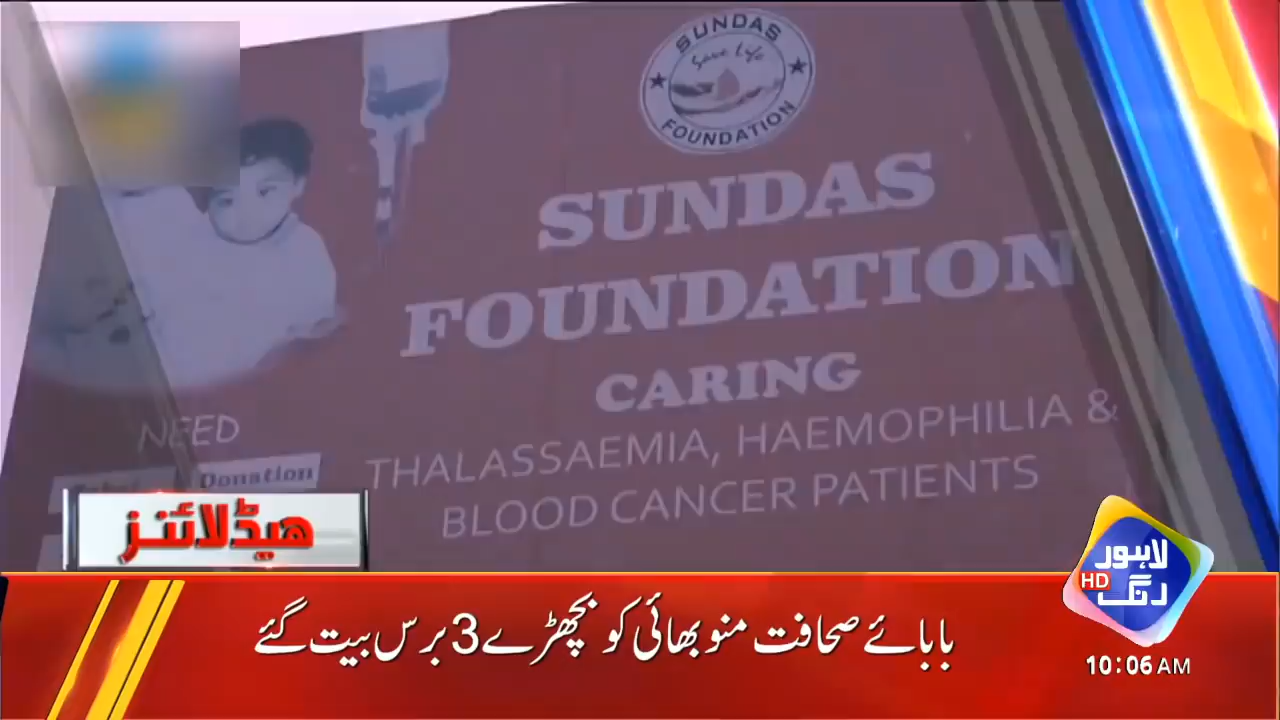 SUNDAS
Save Life
FOUNDATION
SUNDAS
FOUNDATION
CARING
THALASSAEMIA, HAEMOPHILIA &
BLOOD CANCER PATIENTS
NEED
Donation
ہیڈلائنز
لاہور
رنگ
HD
بابائے صحافت منو بھائی کو بچھڑے 3 برس بیت گئے
10:06 AM